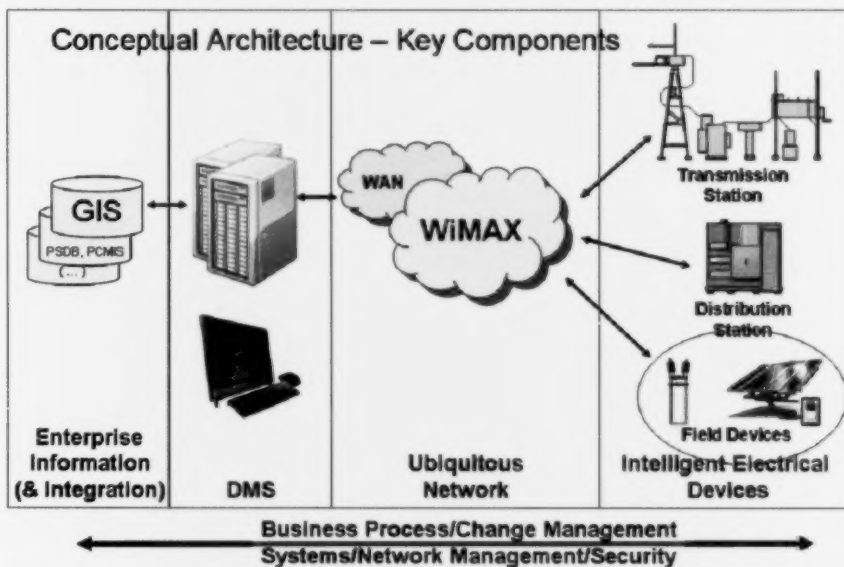 Conceptual Architecture – Key Components
GIS
PSDB, PCMIS
(...)
WAN
WiMAX
Transmission
Station
Distribution
Station
Field Devices
Enterprise
Information
(& Integration)
DMS
Ubiquitous
Network
Intelligent Electrical
Devices
Business Process/Change Management
Systems/Network Management/Security